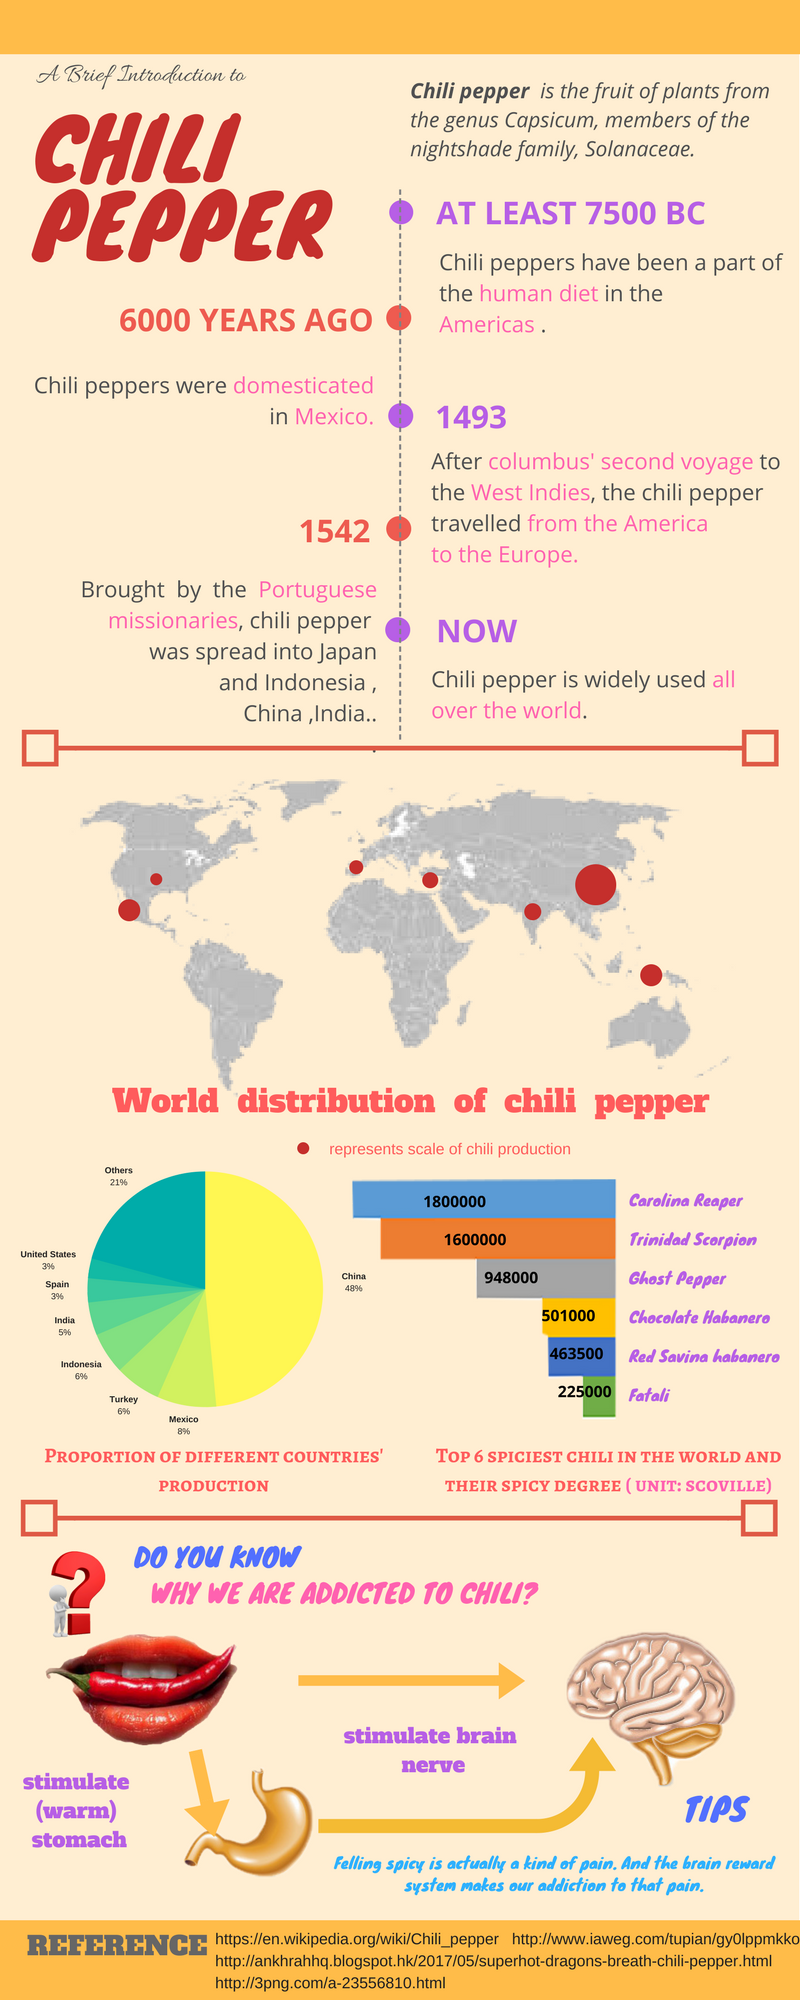 A Brief Introduction to
CHILI
PEPPER
Chili pepper is the fruit of plants from
the genus Capsicum, members of the
nightshade family, Solanaceae.
AT LEAST 7500 BC
Chili peppers have been a part of
the human diet in the
Americas .
6000 YEARS AGO
Chili peppers were domesticated
in Mexico.
1493
After columbus' second voyage to
the West Indies, the chili pepper
travelled from the America
to the Europe.
1542
Brought by the Portuguese
missionaries, chili pepper
was spread into Japan
and Indonesia ,
China ,India..
.
NOW
Chili pepper is widely used all
over the world.
World distribution of chili pepper
represents scale of chili production
Others
21%
United States
3%
Spain
3%
India
5%
Indonesia
6%
Turkey
6%
Mexico
8%
China
48%
PROPORTION OF DIFFERENT COUNTRIES'
PRODUCTION
1800000 Carolina Reaper
1600000 Trinidad Scorpion
948000 Ghost Pepper
501000 Chocolate Habanero
463500 Red Savina habanero
225000 Fatali
TOP 6 SPICIEST CHILI IN THE WORLD AND
THEIR SPICY DEGREE ( UNIT: SCOVILLE)
DO YOU KNOW
WHY WE ARE ADDICTED TO CHILI?
stimulate brain
nerve
stimulate
(warm)
stomach
TIPS
Felling spicy is actually a kind of pain. And the brain reward
system makes our addiction to that pain.
REFERENCE
https://en.wikipedia.org/wiki/Chili_pepper http://www.iaweg.com/tupian/gy0lppmkko
http://ankhrahhq.blogspot.hk/2017/05/superhot-dragons-breath-chili-pepper.html
http://3png.com/a-23556810.html